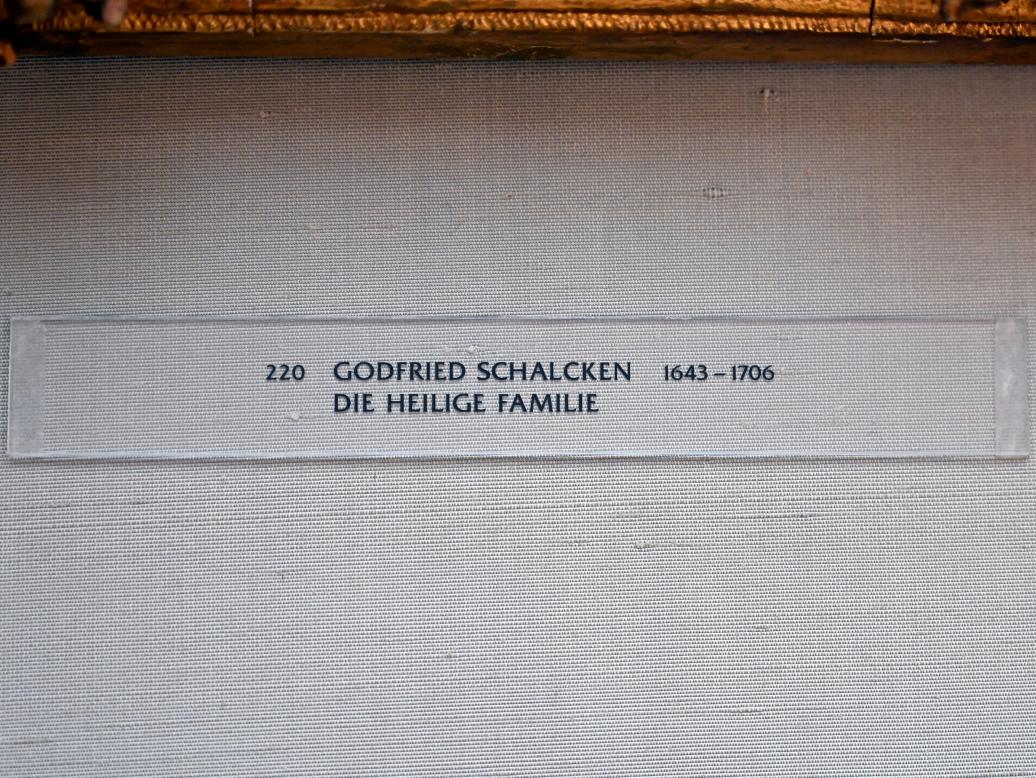 220 GODFRIED SCHALCKEN 1643 – 1706
DIE HEILIGE FAMILIE